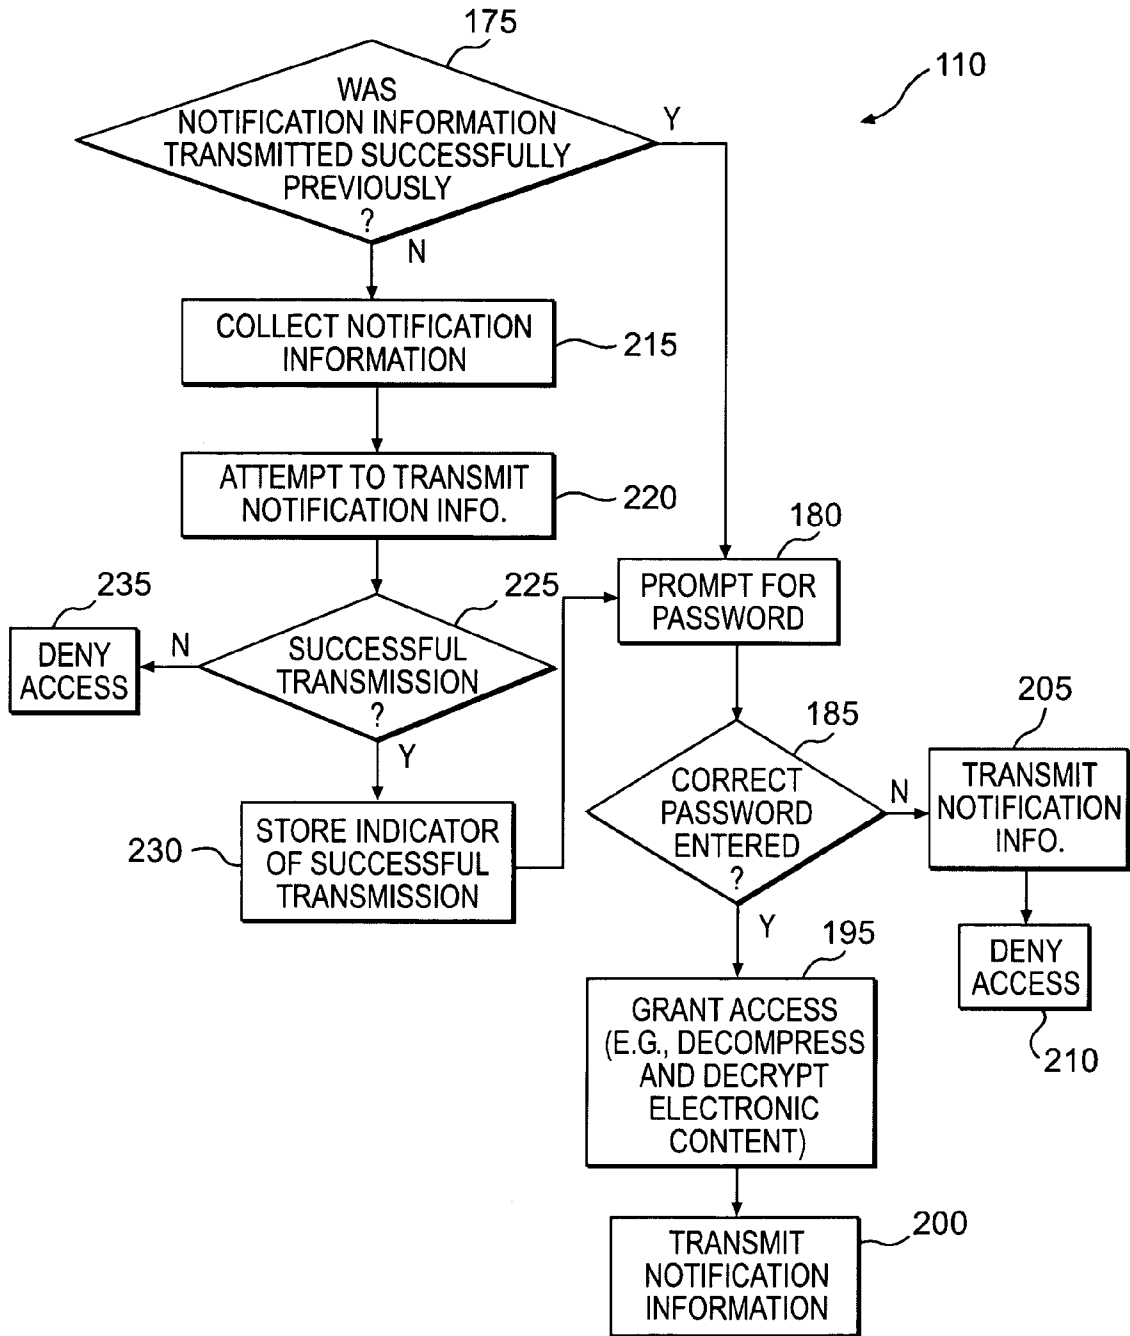 175
110
WAS
NOTIFICATION INFORMATION
TRANSMITTED SUCCESSFULLY
PREVIOUSLY
?
Y
N
COLLECT NOTIFICATION
INFORMATION
215
ATTEMPT TO TRANSMIT
NOTIFICATION INFO.
220
235
DENY
ACCESS
N
225
SUCCESSFUL
TRANSMISSION
?
Y
230
STORE INDICATOR
OF SUCCESSFUL
TRANSMISSION
180
PROMPT FOR
PASSWORD
185
CORRECT
PASSWORD
ENTERED
?
N
205
TRANSMIT
NOTIFICATION
INFO.
DENY
ACCESS
210
Y
195
GRANT ACCESS
(E.G., DECOMPRESS
AND DECRYPT
ELECTRONIC
CONTENT)
200
TRANSMIT
NOTIFICATION
INFORMATION